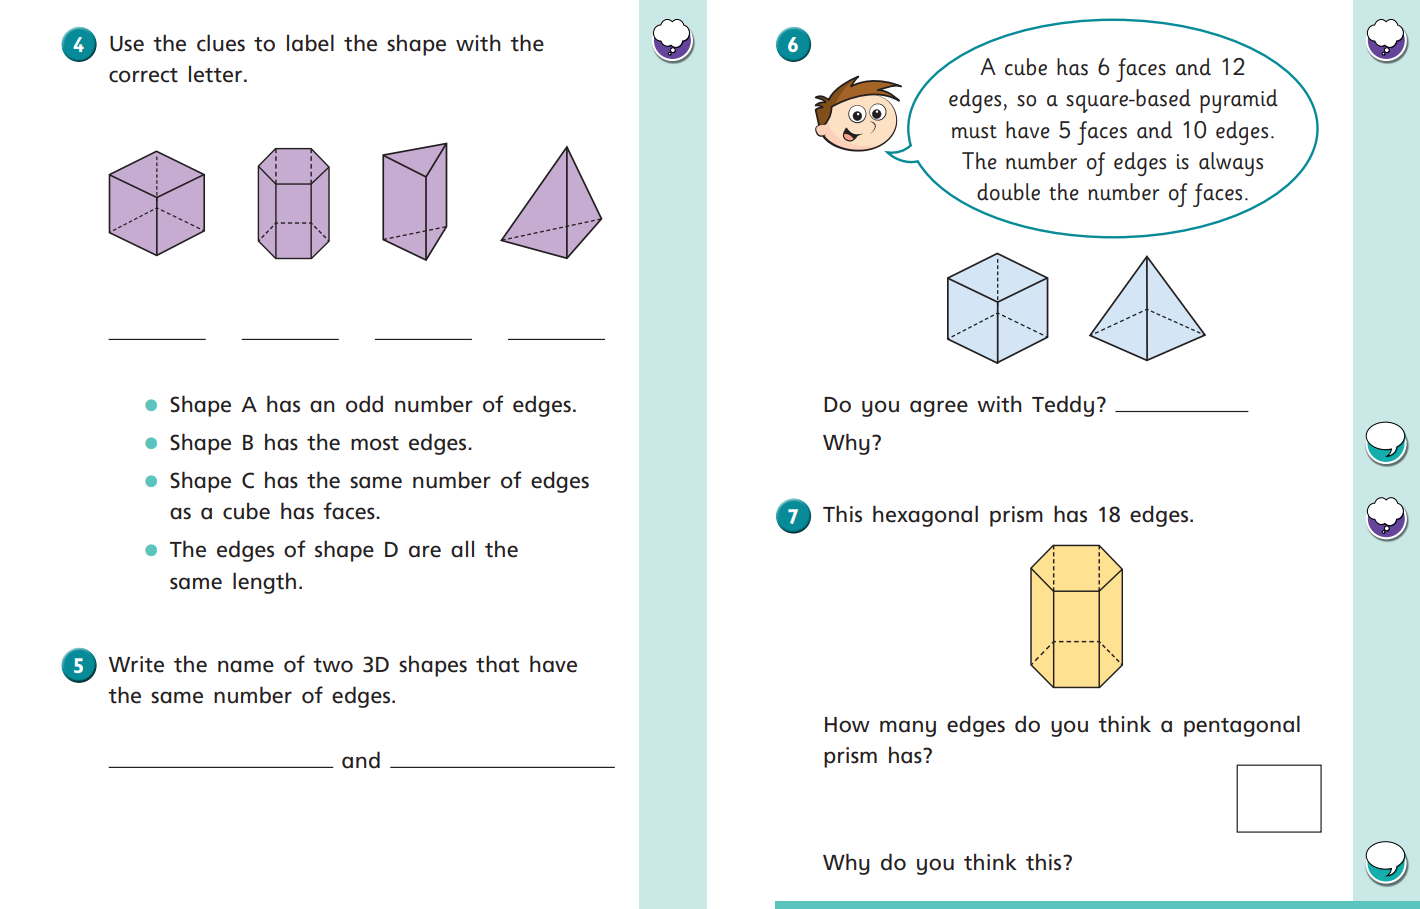 4 Use the clues to label the shape with the
correct letter.
● Shape A has an odd number of edges.
● Shape B has the most edges.
● Shape C has the same number of edges
as a cube has faces.
● The edges of shape D are all the
same length.
5 Write the name of two 3D shapes that have
the same number of edges.
and
6
A cube has 6 faces and 12
edges, so a square-based pyramid
must have 5 faces and 10 edges.
The number of edges is always
double the number of faces.
Do you agree with Teddy?
Why?
7 This hexagonal prism has 18 edges.
How many edges do you think a pentagonal
prism has?
Why do you think this?